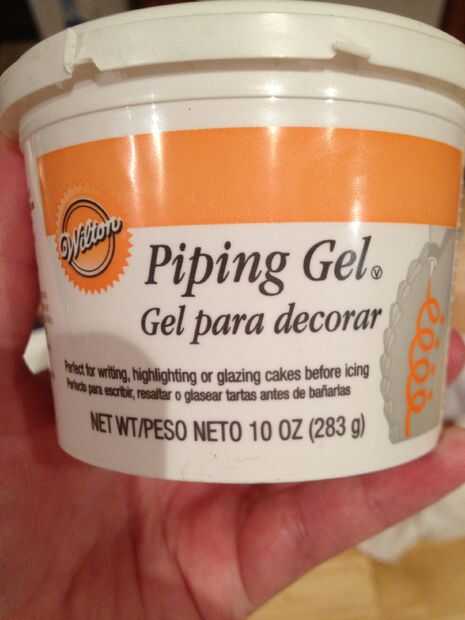 Wilton
Piping Gel
Gel para decorar
Perfect for writing, highlighting or glazing cakes before icing
Perfecto para escribir, resaltar o glasear tartas antes de bañarlas
NET WT/PESO NETO 10 OZ (283 g)